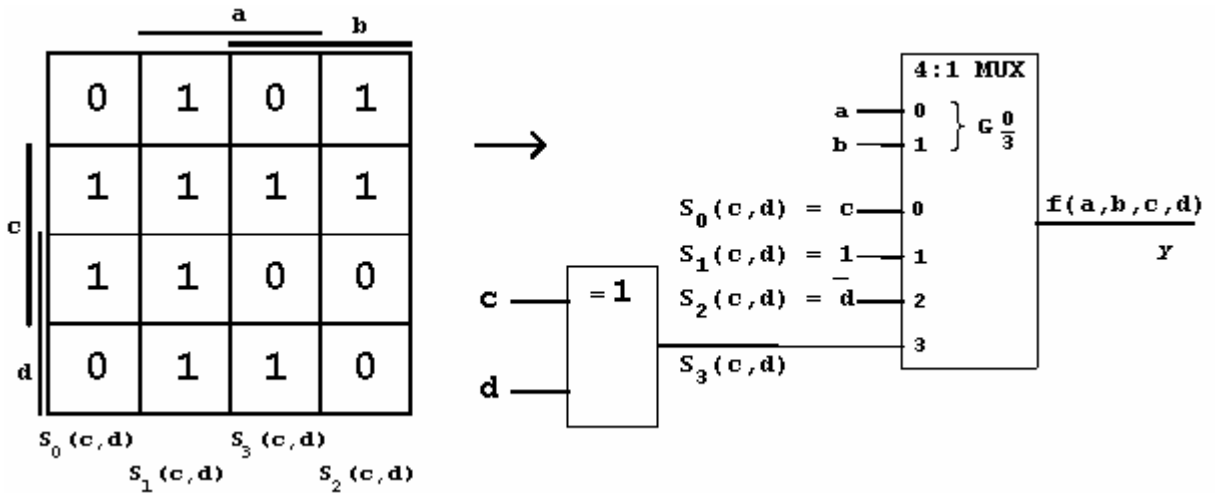 a
b
0 1 0 1
1 1 1 1
c
1 1 0 0
d
0 1 1 0
S0(c,d) S3(c,d)
S1(c,d) S2(c,d)
4:1 MUX
a 0
b 1
G 0/3
S0(c,d) = c 0
S1(c,d) = 1 1
S2(c,d) = d̅ 2
3
c
=1
d
S3(c,d)
f(a,b,c,d)
y